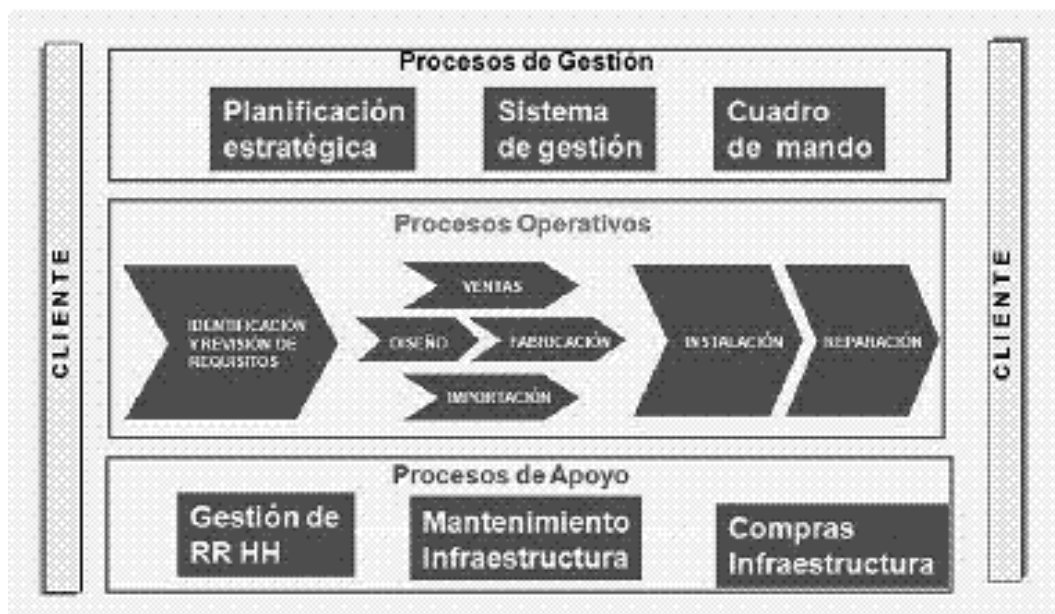 Procesos de Gestión
Planificación
estratégica
Sistema
de gestión
Cuadro
de mando
CLIENTE
Procesos Operativos
IDENTIFICACIÓN
Y REVISIÓN DE
REQUISITOS
VENTAS
DISEÑO
FABRICACIÓN
IMPORTACIÓN
INSTALACIÓN
REPARACIÓN
CLIENTE
Procesos de Apoyo
Gestión de
RR HH
Mantenimiento
Infraestructura
Compras
Infraestructura